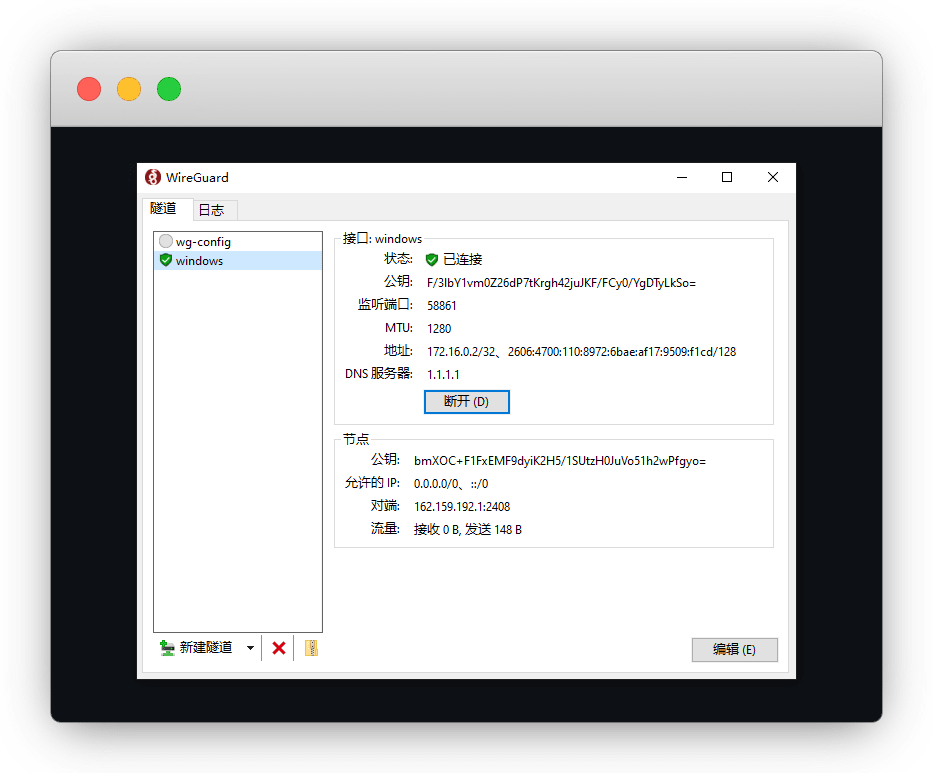 WireGuard
隧道
日志
wg-config
windows
接口: windows
状态: 已连接
公钥: F/3IbY1vm0Z26dP7tKrgh42juJKF/FCy0/YgDTyLkSo=
监听端口: 58861
MTU: 1280
地址: 172.16.0.2/32、2606:4700:110:8972:6bae:af17:9509:f1cd/128
DNS 服务器: 1.1.1.1
断开 (D)
节点
公钥: bmXOC+F1FxEMF9dyiK2H5/1SUtzH0JuVo51h2wPfgyo=
允许的 IP: 0.0.0.0/0、::/0
对端: 162.159.192.1:2408
流量: 接收 0 B, 发送 148 B
新建隧道
编辑 (E)